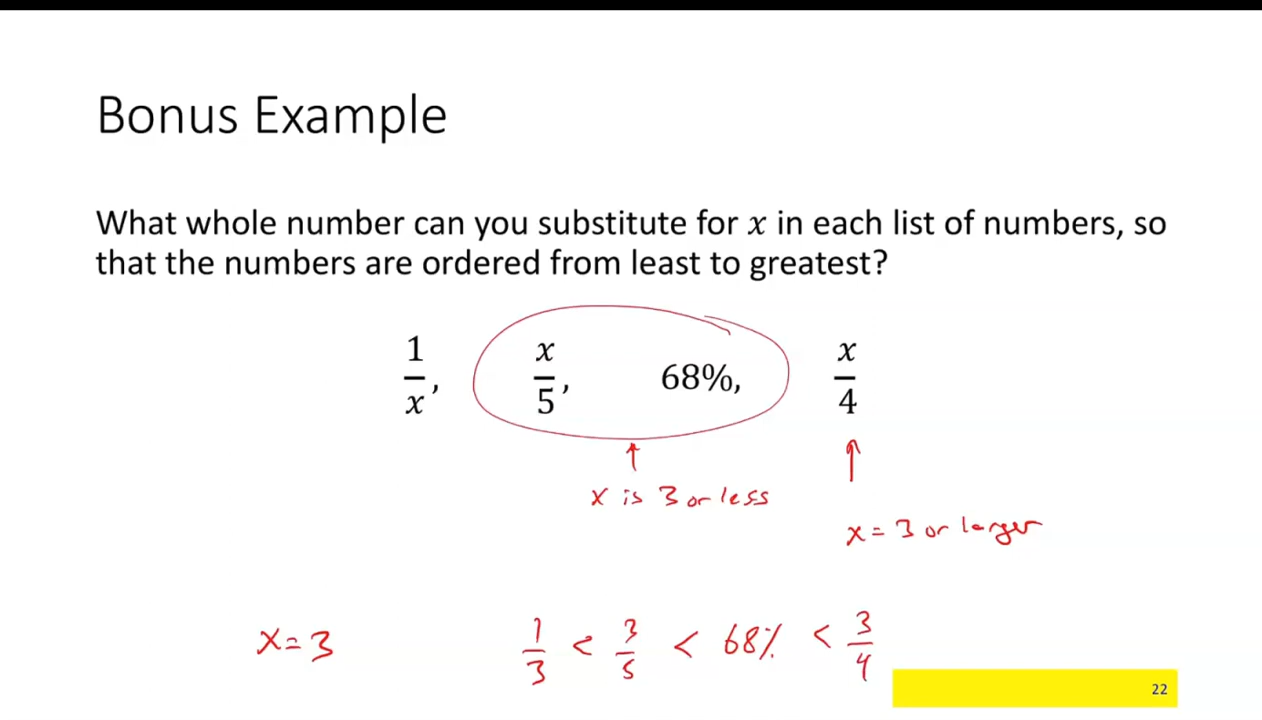 Bonus Example
What whole number can you substitute for x in each list of numbers, so
that the numbers are ordered from least to greatest?
1/x, x/5, 68%, x/4
x is 3 or less
x = 3 or larger
x = 3 1/3 < 3/5 < 68% < 3/4
22